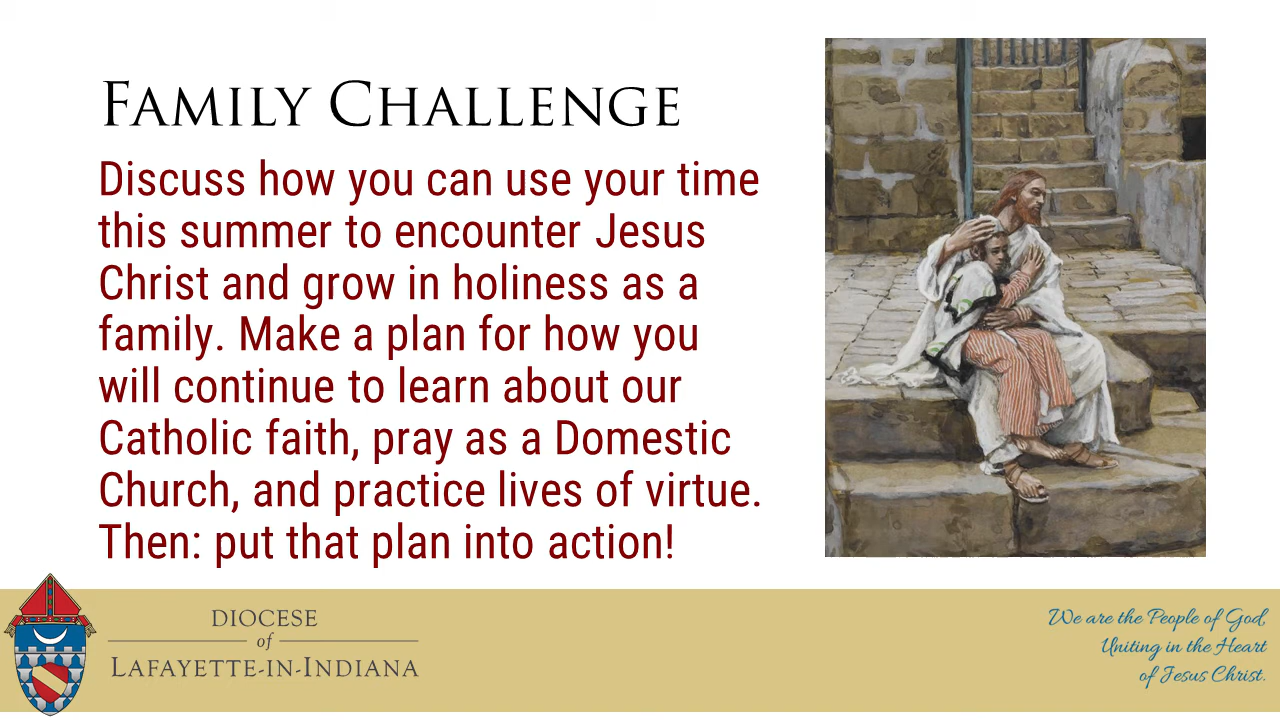 Family Challenge
Discuss how you can use your time
this summer to encounter Jesus
Christ and grow in holiness as a
family. Make a plan for how you
will continue to learn about our
Catholic faith, pray as a Domestic
Church, and practice lives of virtue.
Then: put that plan into action!
DIOCESE
of
LAFAYETTE-IN-INDIANA
We are the People of God,
Uniting in the Heart
of Jesus Christ.